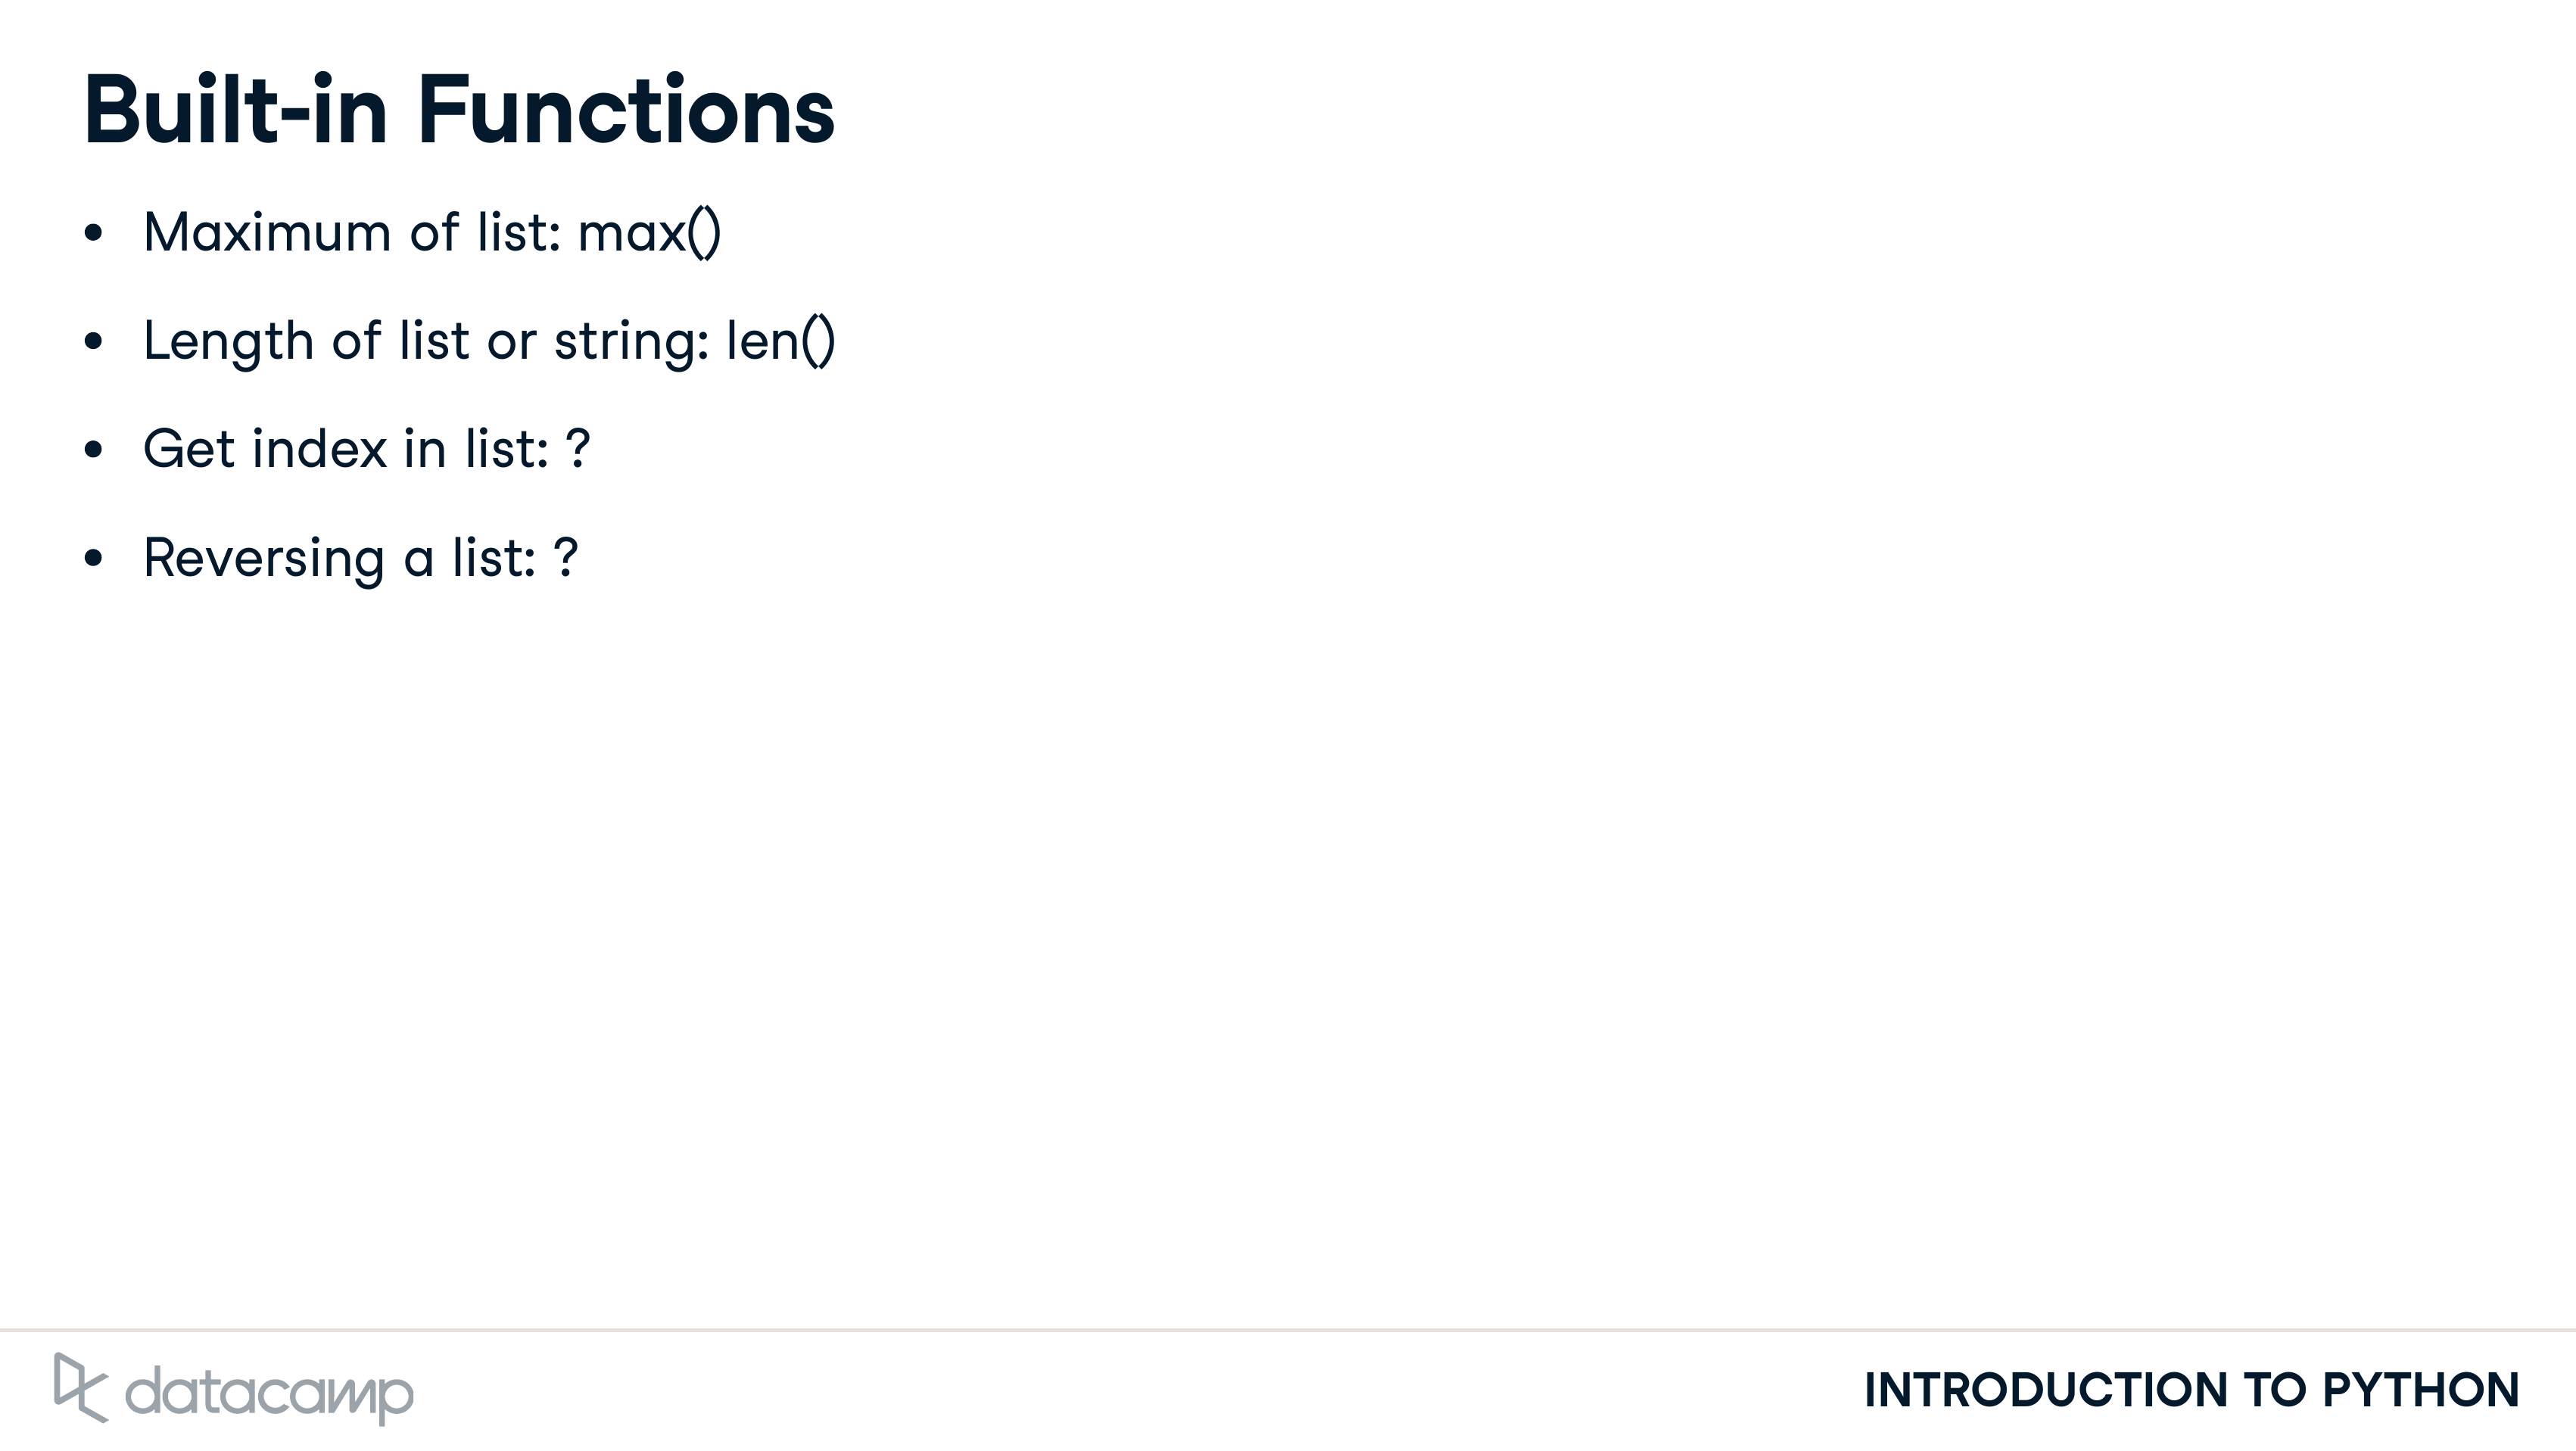 Built-in Functions
• Maximum of list: max()
• Length of list or string: len()
• Get index in list: ?
• Reversing a list: ?
datacamp
INTRODUCTION TO PYTHON